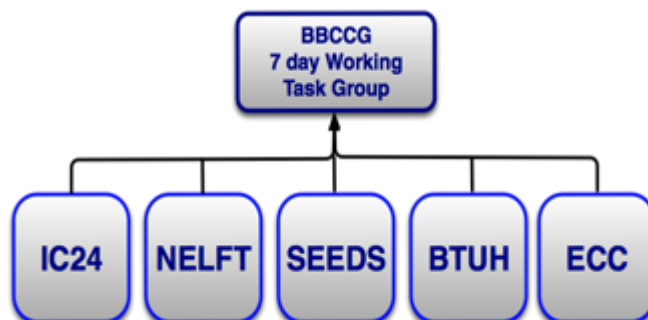 BBCCG
7 day Working
Task Group
IC24 NELFT SEEDS BTUH ECC